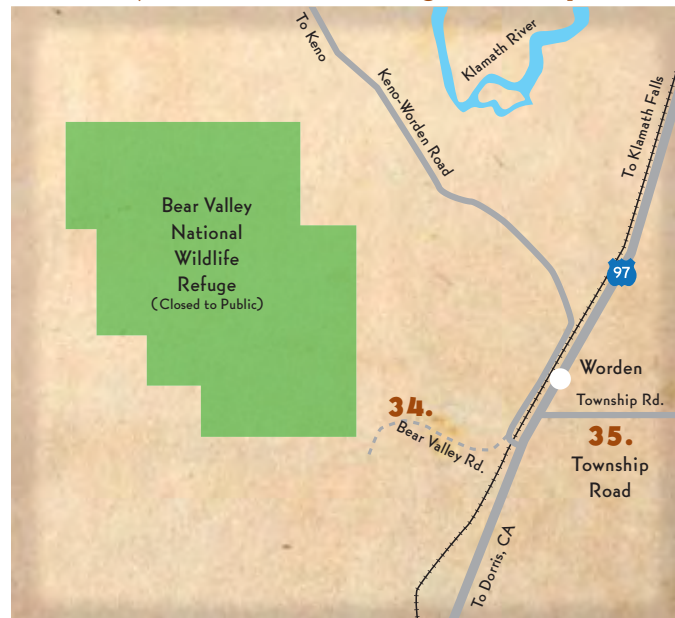 To Keno
Klamath River
Keno-Worden Road
To Klamath Falls
Bear Valley
National
Wildlife
Refuge
(Closed to Public)
97
Worden
Township Rd.
34.
Bear Valley Rd.
35.
Township
Road
To Dorris, CA